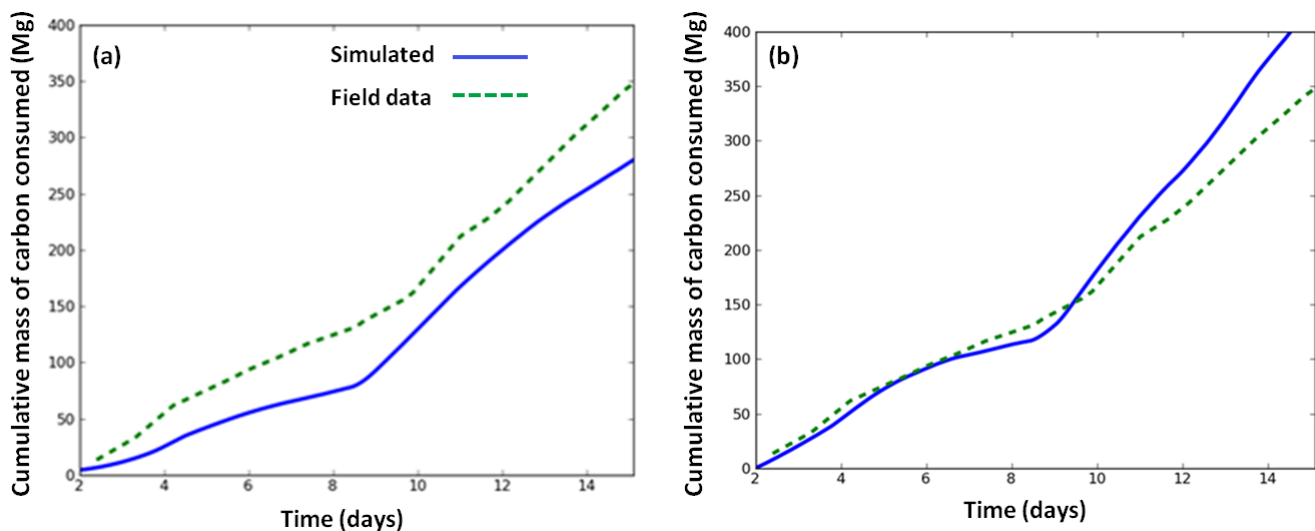 Cumulative mass of carbon consumed (Mg)
400
350
300
250
200
150
100
50
0
(a)
Simulated
Field data
2 4 6 8 10 12 14
Time (days)
Cumulative mass of carbon consumed (Mg)
400
350
300
250
200
150
100
50
0
(b)
2 4 6 8 10 12 14
Time (days)